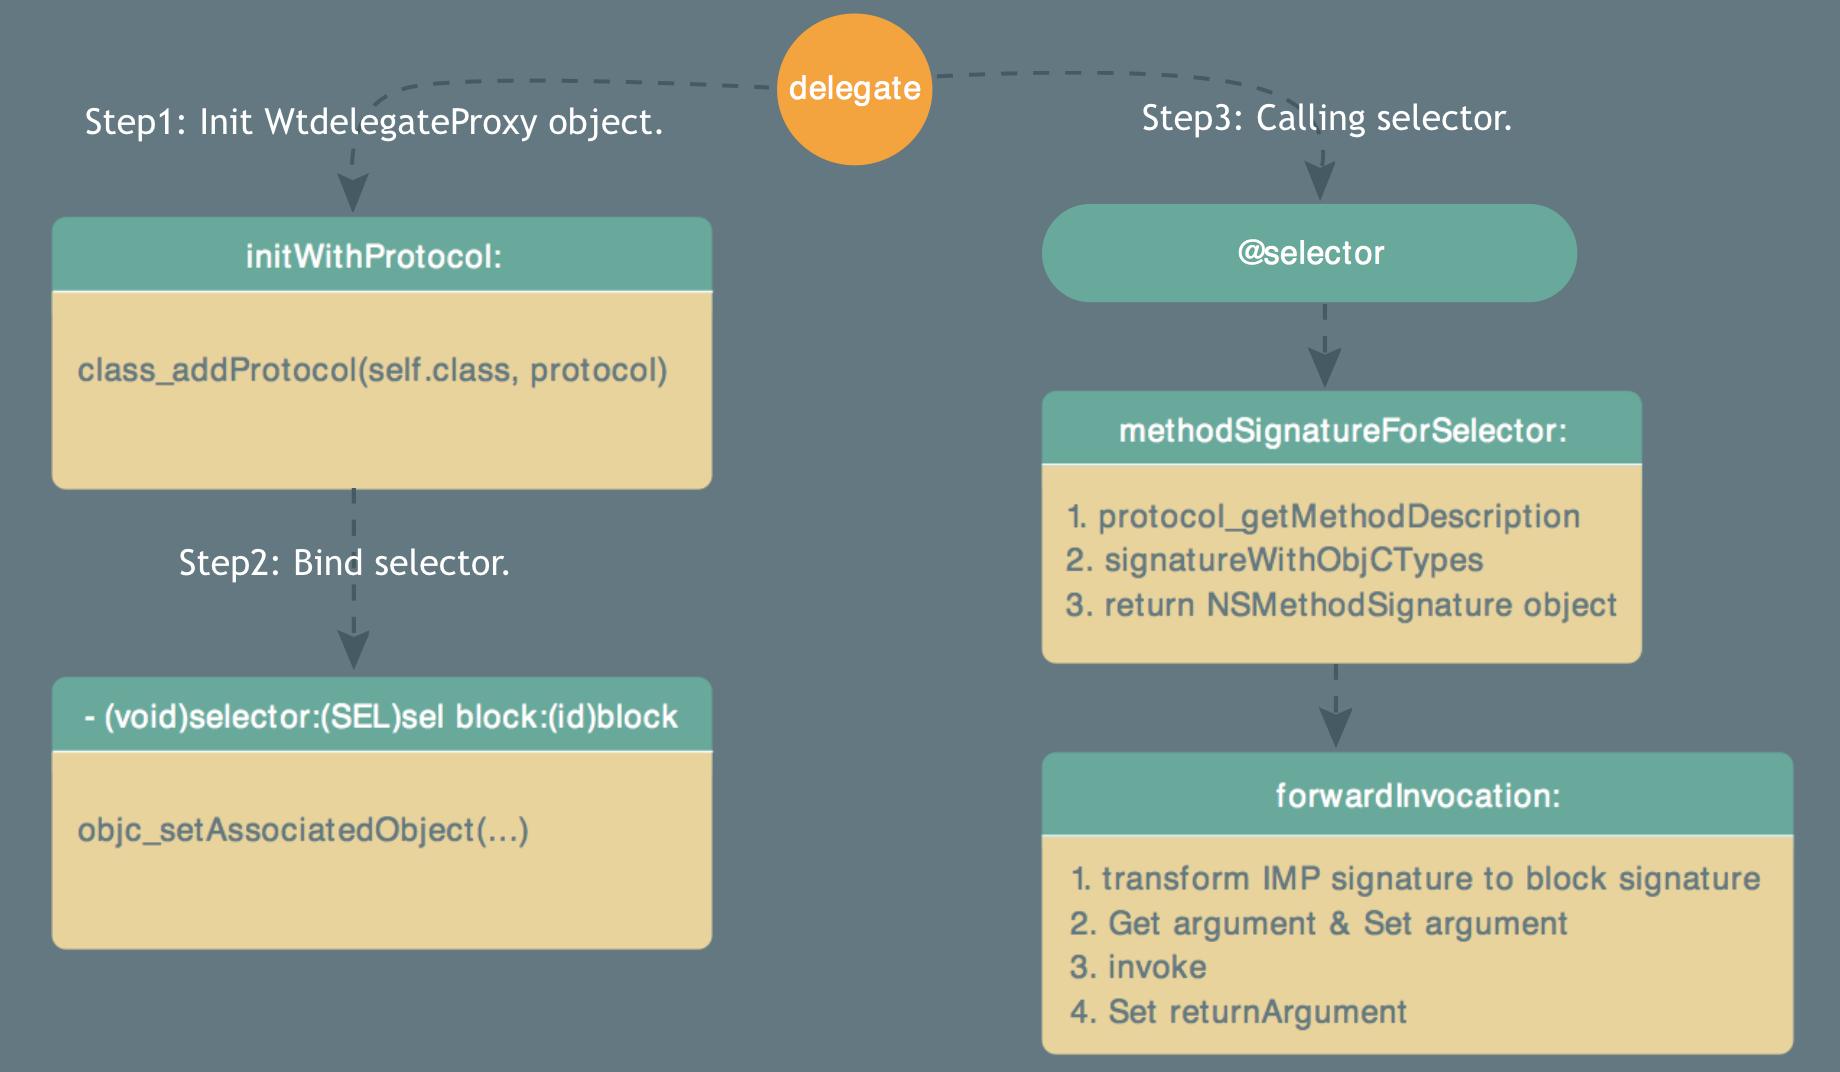 delegate
Step1: Init WtdelegateProxy object.
initWithProtocol:
class_addProtocol(self.class, protocol)
Step2: Bind selector.
- (void)selector:(SEL)sel block:(id)block
objc_setAssociatedObject(...)
Step3: Calling selector.
@selector
methodSignatureForSelector:
1. protocol_getMethodDescription
2. signatureWithObjCTypes
3. return NSMethodSignature object
forwardInvocation:
1. transform IMP signature to block signature
2. Get argument & Set argument
3. invoke
4. Set returnArgument